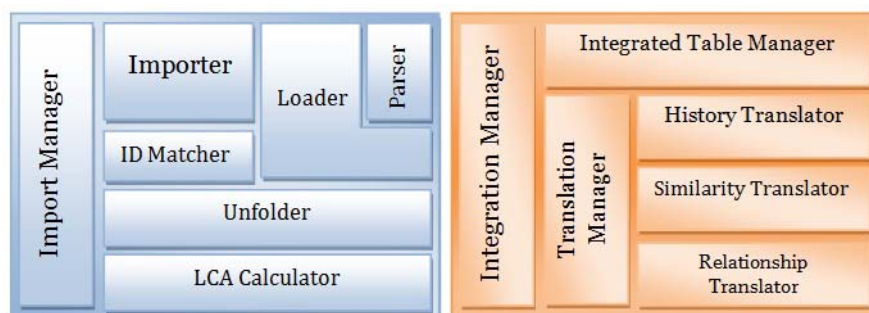 Import Manager
Importer
Loader
Parser
ID Matcher
Unfolder
LCA Calculator
Integration Manager
Integrated Table Manager
Translation
Manager
History Translator
Similarity Translator
Relationship
Translator